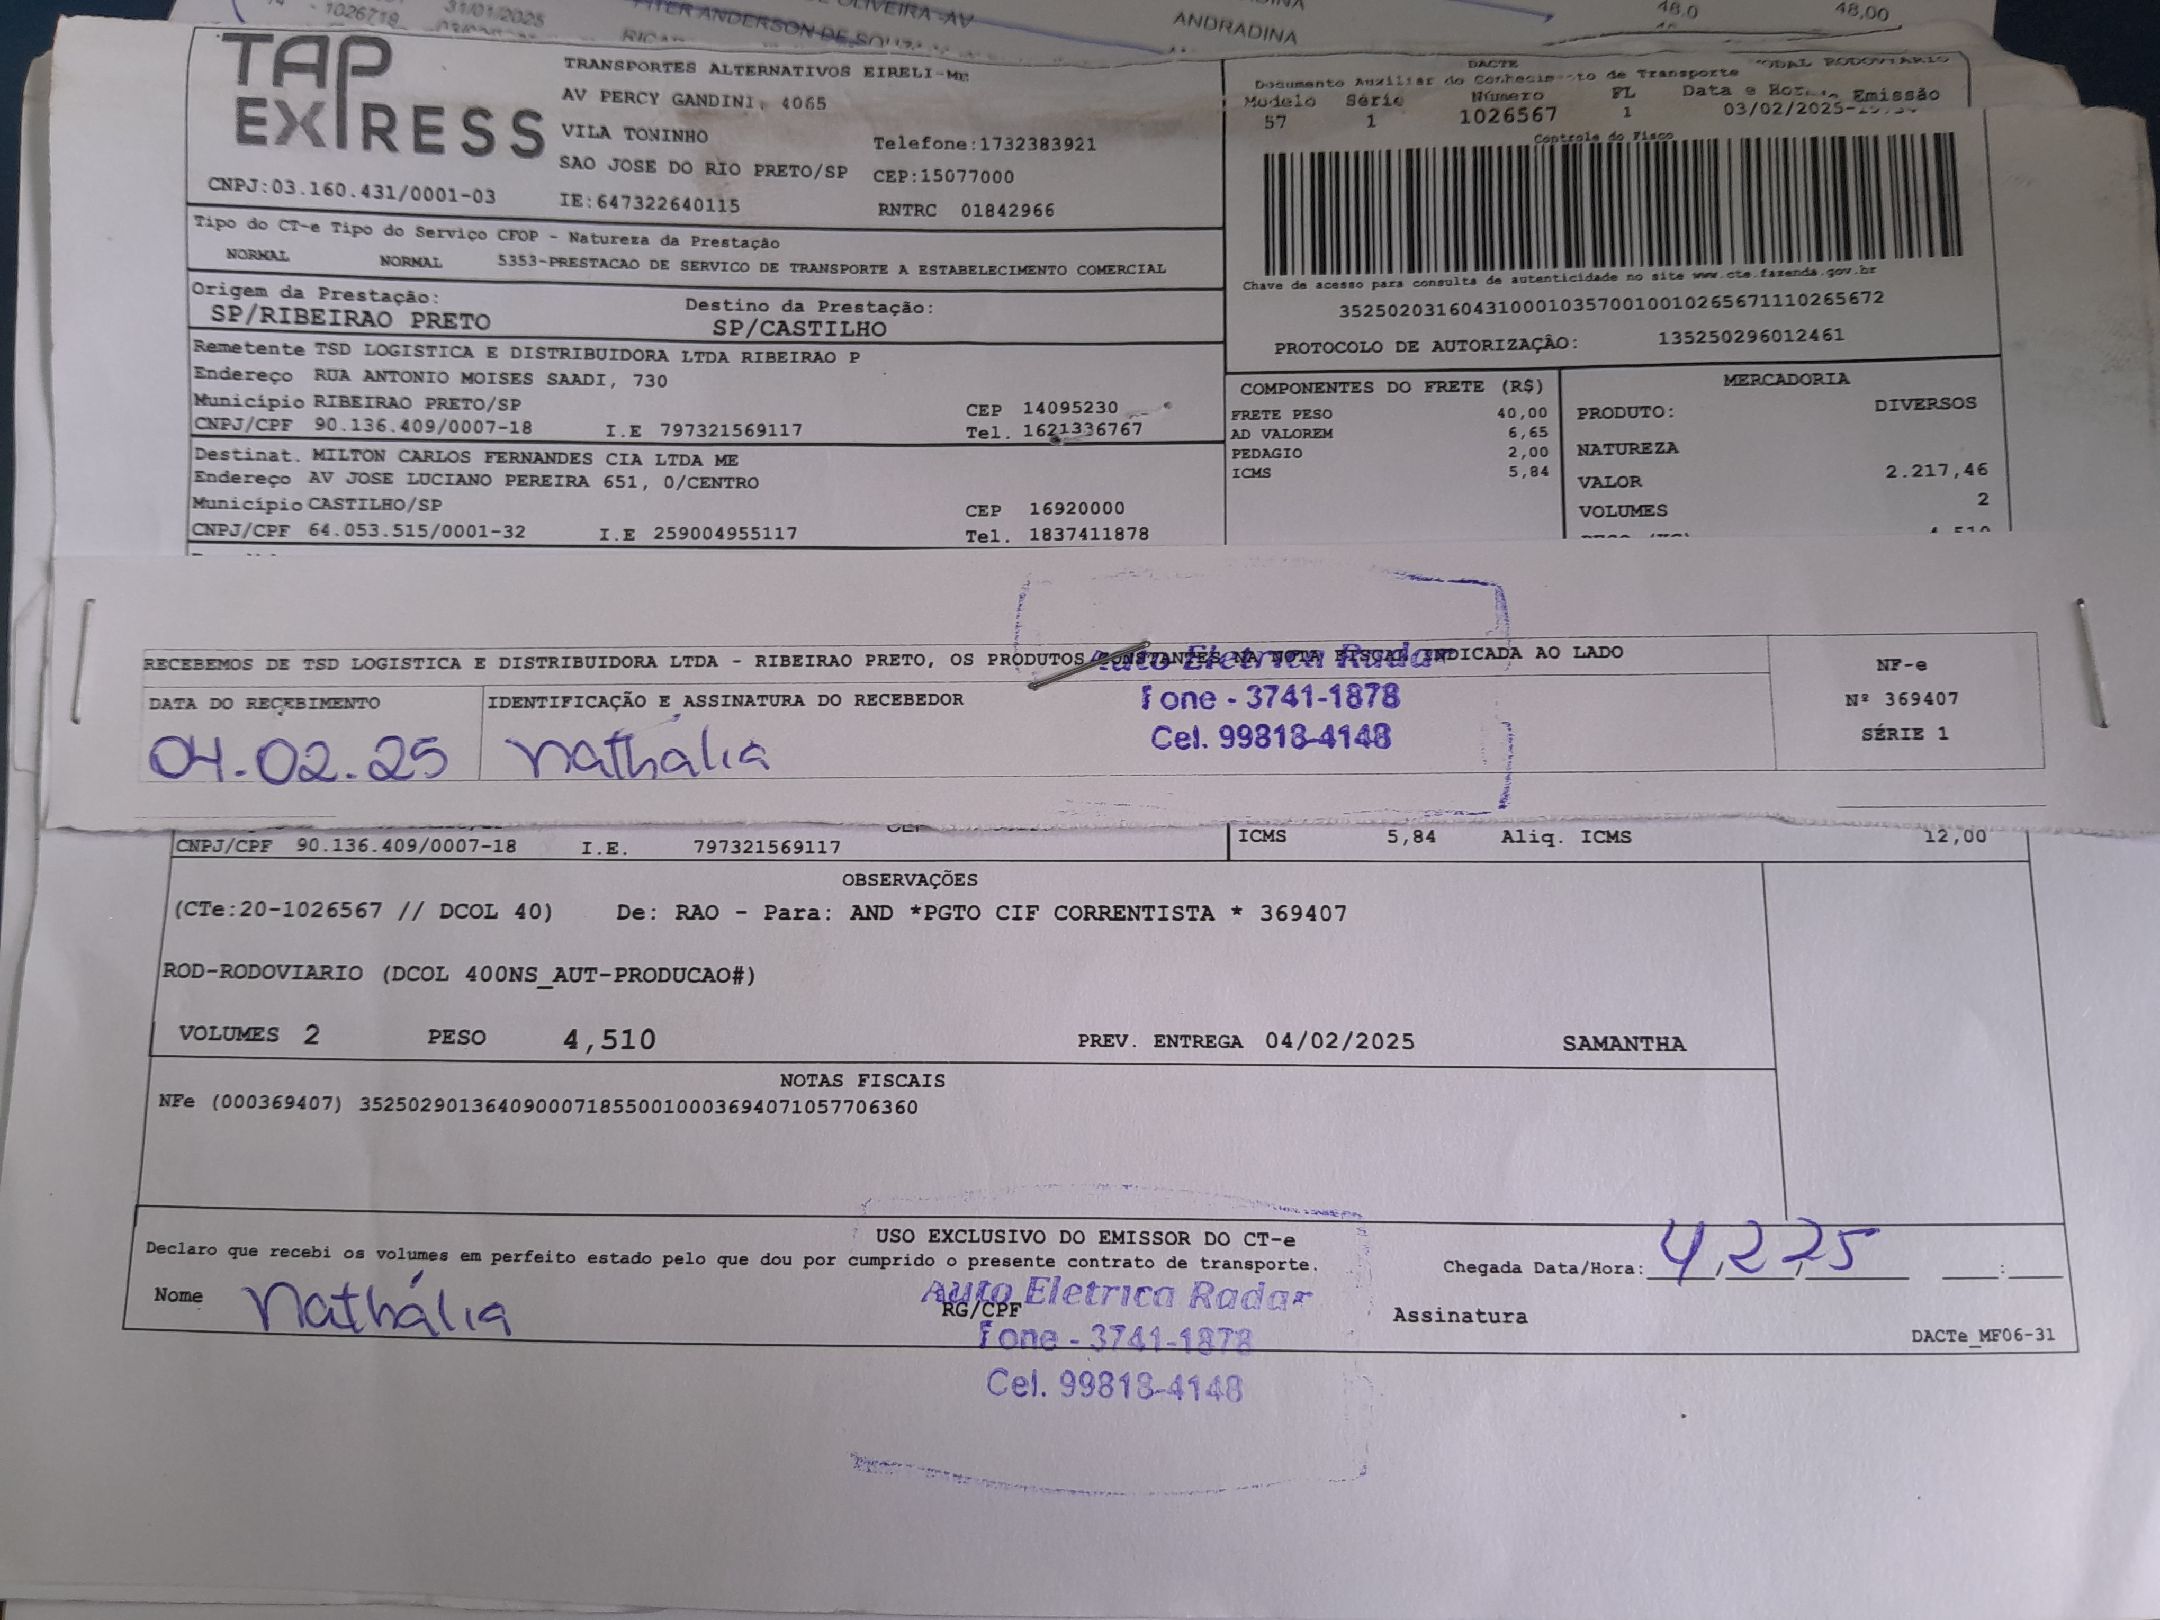 1026719 31/01/2025 OLIVEIRA-AV 48,0 48,00
ANDERSON DE SOUZA ANDRADINA
TAP EXPRESS
TRANSPORTES ALTERNATIVOS EIRELI-ME
AV PERCY GANDINI, 4065
VILA TONINHO Telefone:1732383921
SAO JOSE DO RIO PRETO/SP CEP:15077000
CNPJ:03.160.431/0001-03 IE:647322640115 RNTRC 01842966
DACTE MODAL RODOVIARIO
Documento Auxiliar do Conhecimento de Transporte
Modelo Série Número FL Data e Hora Emissão
57 1 1026567 1 03/02/2025
Controle do Fisco
Chave de acesso para consulta de autenticidade no site www.cte.fazenda.gov.br
35250203160431000103570010010265671110265672
PROTOCOLO DE AUTORIZAÇÃO: 135250296012461
Tipo do CT-e Tipo do Serviço CFOP - Natureza da Prestação
NORMAL NORMAL 5353-PRESTACAO DE SERVICO DE TRANSPORTE A ESTABELECIMENTO COMERCIAL
Origem da Prestação: Destino da Prestação:
SP/RIBEIRAO PRETO SP/CASTILHO
Remetente TSD LOGISTICA E DISTRIBUIDORA LTDA RIBEIRAO P
Endereço RUA ANTONIO MOISES SAADI, 730
Município RIBEIRAO PRETO/SP CEP 14095230
CNPJ/CPF 90.136.409/0007-18 I.E 797321569117 Tel. 1621336767
Destinat. MILTON CARLOS FERNANDES CIA LTDA ME
Endereço AV JOSE LUCIANO PEREIRA 651, 0/CENTRO
Município CASTILHO/SP CEP 16920000
CNPJ/CPF 64.053.515/0001-32 I.E 259004955117 Tel. 1837411878
COMPONENTES DO FRETE (R$)
FRETE PESO 40,00
AD VALOREM 6,65
PEDAGIO 2,00
ICMS 5,84
MERCADORIA
PRODUTO: DIVERSOS
NATUREZA
VALOR 2.217,46
VOLUMES 2
RECEBEMOS DE TSD LOGISTICA E DISTRIBUIDORA LTDA - RIBEIRAO PRETO, OS PRODUTOS CONSTANTES NA NOTA FISCAL INDICADA AO LADO
DATA DO RECEBIMENTO IDENTIFICAÇÃO E ASSINATURA DO RECEBEDOR
04.02.25 Nathália
Auto Eletrica Radar
Fone - 3741-1878
Cel. 99818-4148
NF-e
Nº 369407
SÉRIE 1
CNPJ/CPF 90.136.409/0007-18 I.E. 797321569117
ICMS 5,84 Aliq. ICMS 12,00
OBSERVAÇÕES
(CTe:20-1026567 // DCOL 40) De: RAO - Para: AND *PGTO CIF CORRENTISTA * 369407
ROD-RODOVIARIO (DCOL 400NS_AUT-PRODUCAO#)
VOLUMES 2 PESO 4,510 PREV. ENTREGA 04/02/2025 SAMANTHA
NOTAS FISCAIS
NFe (000369407) 35250290136409000718550010003694071057706360
USO EXCLUSIVO DO EMISSOR DO CT-e
Declaro que recebi os volumes em perfeito estado pelo que dou por cumprido o presente contrato de transporte.
Chegada Data/Hora: 4, 2, 25 :
Nome Nathália RG/CPF Assinatura
Auto Eletrica Radar
Fone - 3741-1878
Cel. 99818-4148
DACTe_MF06-31